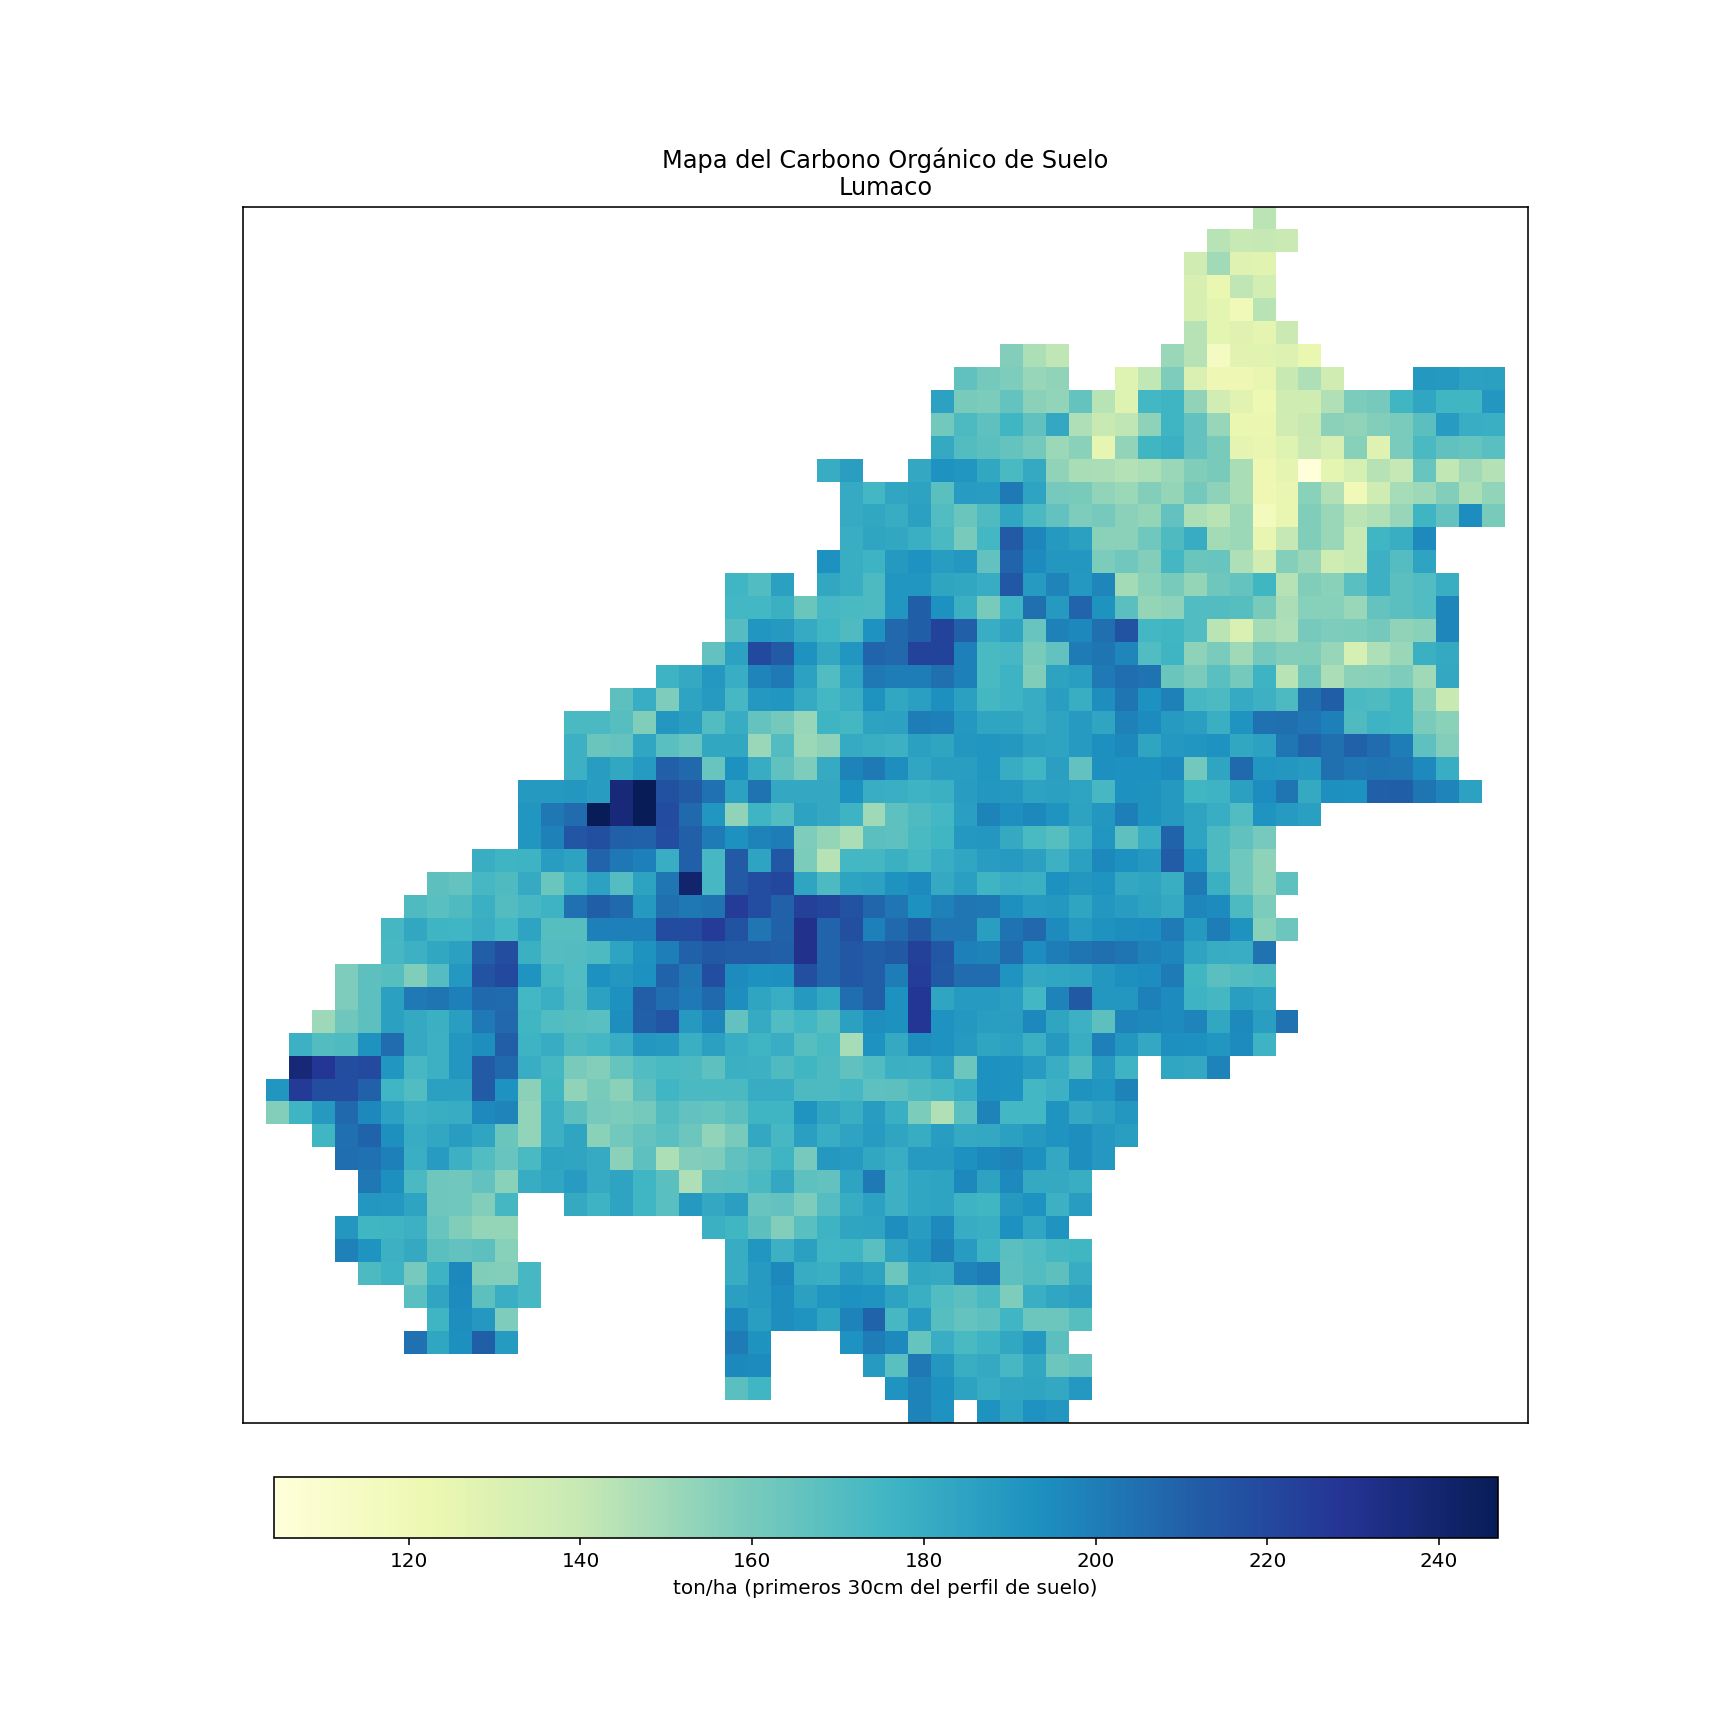 Mapa del Carbono Orgánico de Suelo
Lumaco
120 140 160 180 200 220 240
ton/ha (primeros 30cm del perfil de suelo)